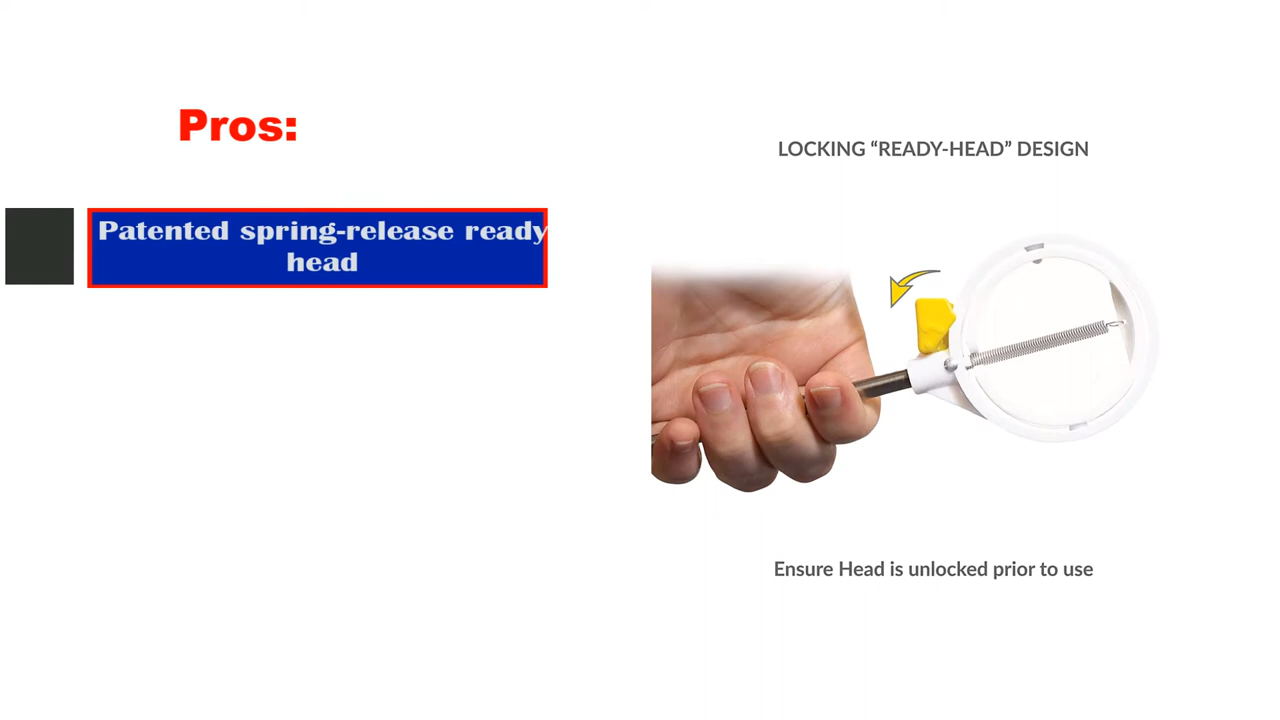 Pros:
Patented spring-release ready
head
LOCKING “READY-HEAD” DESIGN
Ensure Head is unlocked prior to use